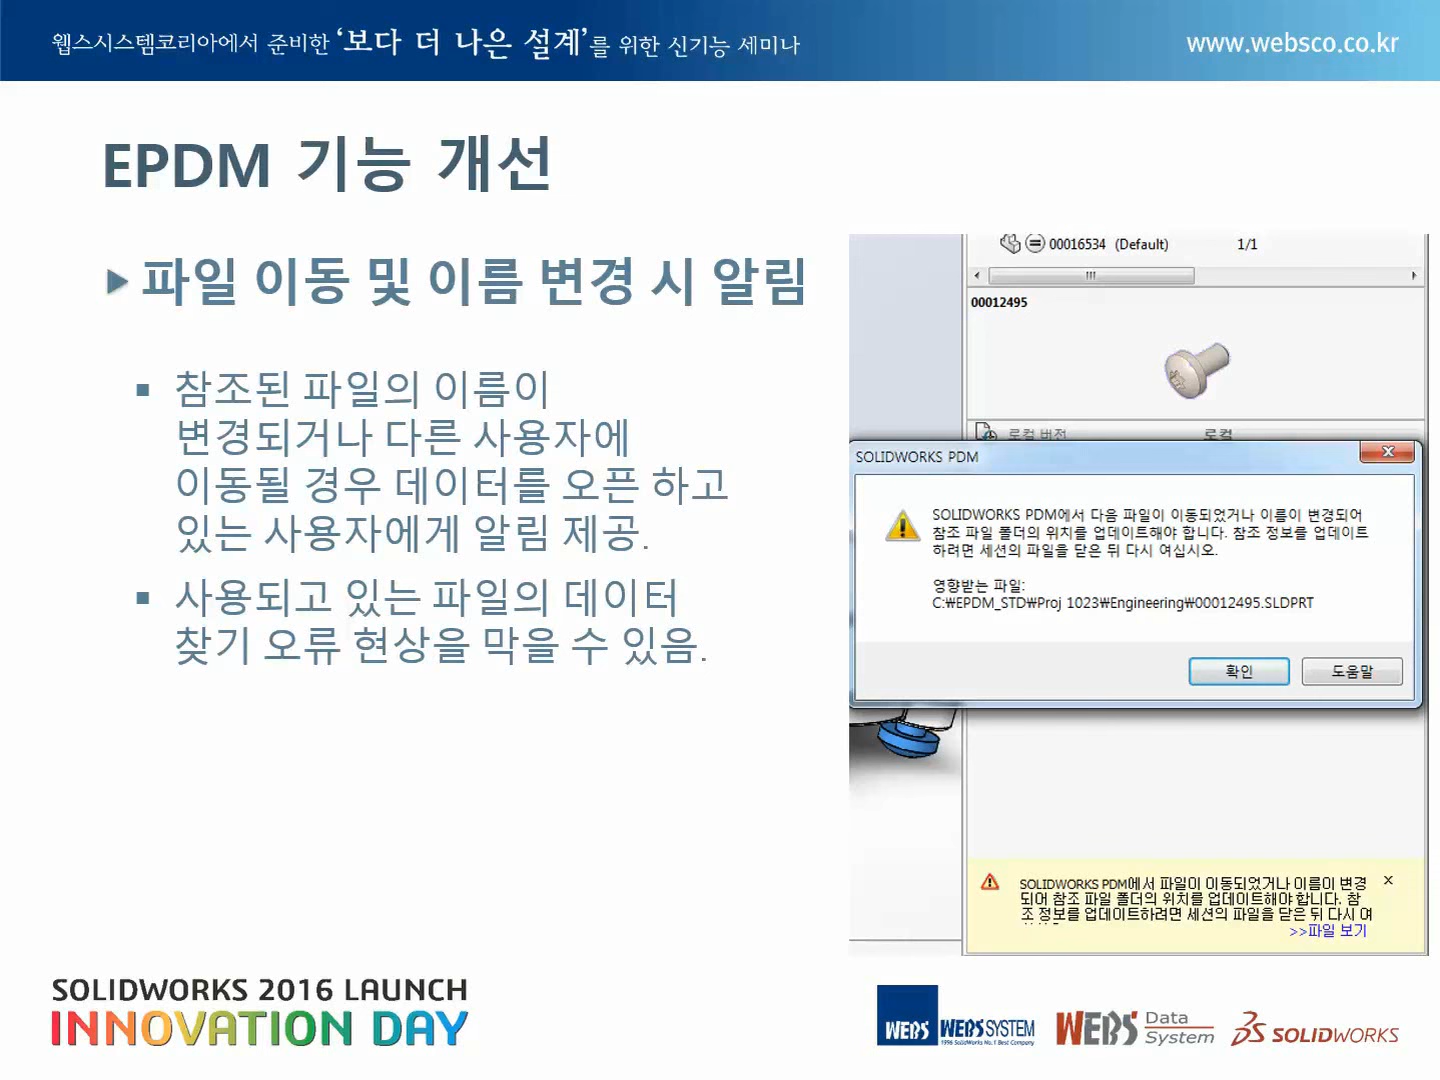 웹스시스템코리아에서 준비한 ‘보다 더 나은 설계’를 위한 신기능 세미나
www.websco.co.kr
EPDM 기능 개선
파일 이동 및 이름 변경 시 알림
참조된 파일의 이름이
변경되거나 다른 사용자에
이동될 경우 데이터를 오픈 하고
있는 사용자에게 알림 제공.
사용되고 있는 파일의 데이터
찾기 오류 현상을 막을 수 있음.
00016534 (Default) 1/1
00012495
로컬 버전 로컬
SOLIDWORKS PDM
SOLIDWORKS PDM에서 다음 파일이 이동되었거나 이름이 변경되어
참조 파일 폴더의 위치를 업데이트해야 합니다. 참조 정보를 업데이트
하려면 세션의 파일을 닫은 뒤 다시 여십시오.
영향받는 파일:
C:₩EPDM_STD₩Proj 1023₩Engineering₩00012495.SLDPRT
확인 도움말
SOLIDWORKS PDM에서 파일이 이동되었거나 이름이 변경
되어 참조 파일 폴더의 위치를 업데이트해야 합니다. 참
조 정보를 업데이트하려면 세션의 파일을 닫은 뒤 다시 여
>>파일 보기
SOLIDWORKS 2016 LAUNCH
INNOVATION DAY
WEBS
WEBS SYSTEM
1996 SolidWorks No.1 Best Company
WEBS Data System
SOLIDWORKS